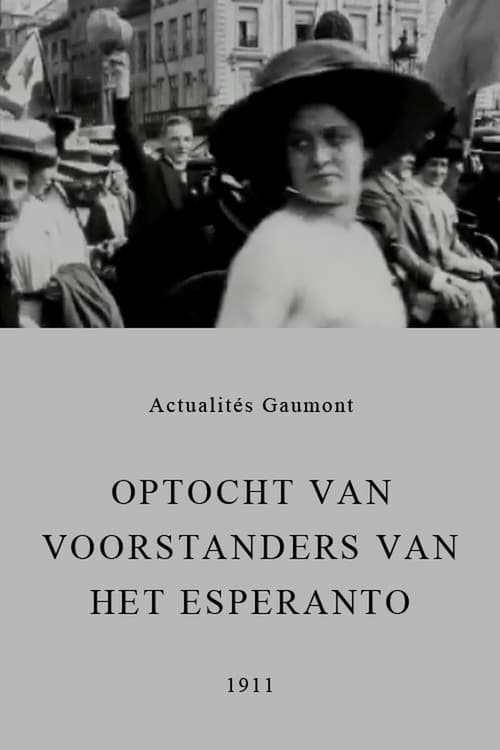 Actualités Gaumont
OPTOCHT VAN
VOORSTANDERS VAN
HET ESPERANTO
1911